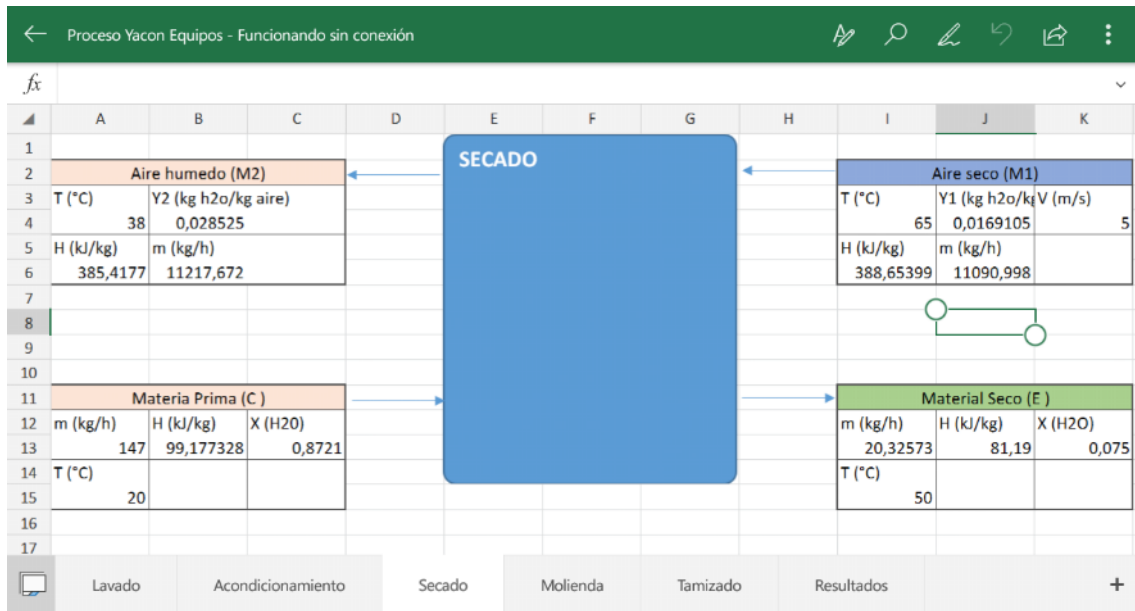 Proceso Yacon Equipos - Funcionando sin conexión
fx
A B C D E F G H I J K
1
2 Aire humedo (M2) SECADO Aire seco (M1)
3 T (°C) Y2 (kg h2o/kg aire) T (°C) Y1 (kg h2o/kg V (m/s)
4 38 0,028525 65 0,0169105 5
5 H (kJ/kg) m (kg/h) H (kJ/kg) m (kg/h)
6 385,4177 11217,672 388,65399 11090,998
7
8
9
10
11 Materia Prima (C ) Material Seco (E )
12 m (kg/h) H (kJ/kg) X (H20) m (kg/h) H (kJ/kg) X (H2O)
13 147 99,177328 0,8721 20,32573 81,19 0,075
14 T (°C) T (°C)
15 20 50
16
17
Lavado Acondicionamiento Secado Molienda Tamizado Resultados +